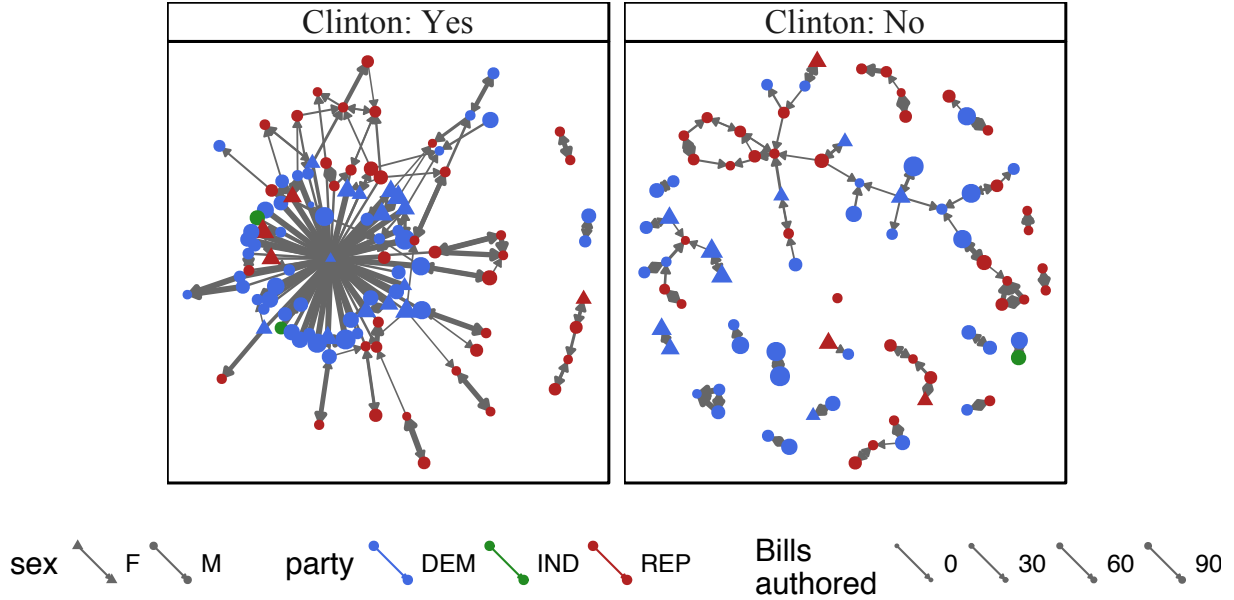 Clinton: Yes
Clinton: No
sex F M party DEM IND REP Bills authored 0 30 60 90